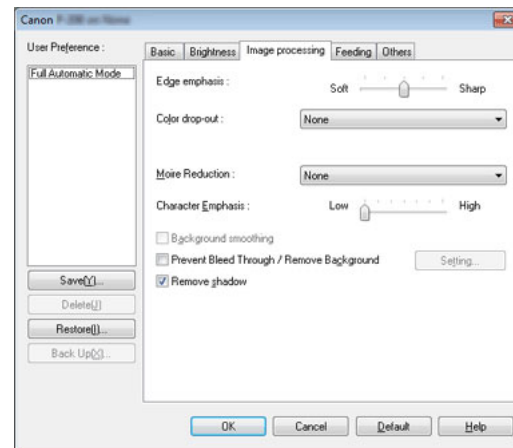 Canon
User Preference :
Full Automatic Mode
Save(Y)...
Delete(J)
Restore(I)...
Back Up(X)...
Basic Brightness Image processing Feeding Others
Edge emphasis : Soft Sharp
Color drop-out : None
Moire Reduction : None
Character Emphasis : Low High
Background smoothing
Prevent Bleed Through / Remove Background Setting...
Remove shadow
OK Cancel Default Help